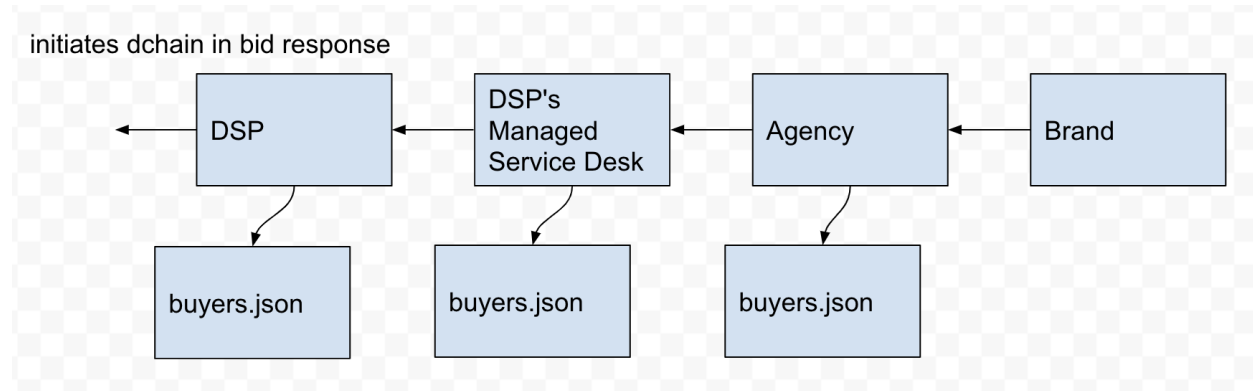 initiates dchain in bid response
DSP
DSP's
Managed
Service Desk
Agency
Brand
buyers.json
buyers.json
buyers.json